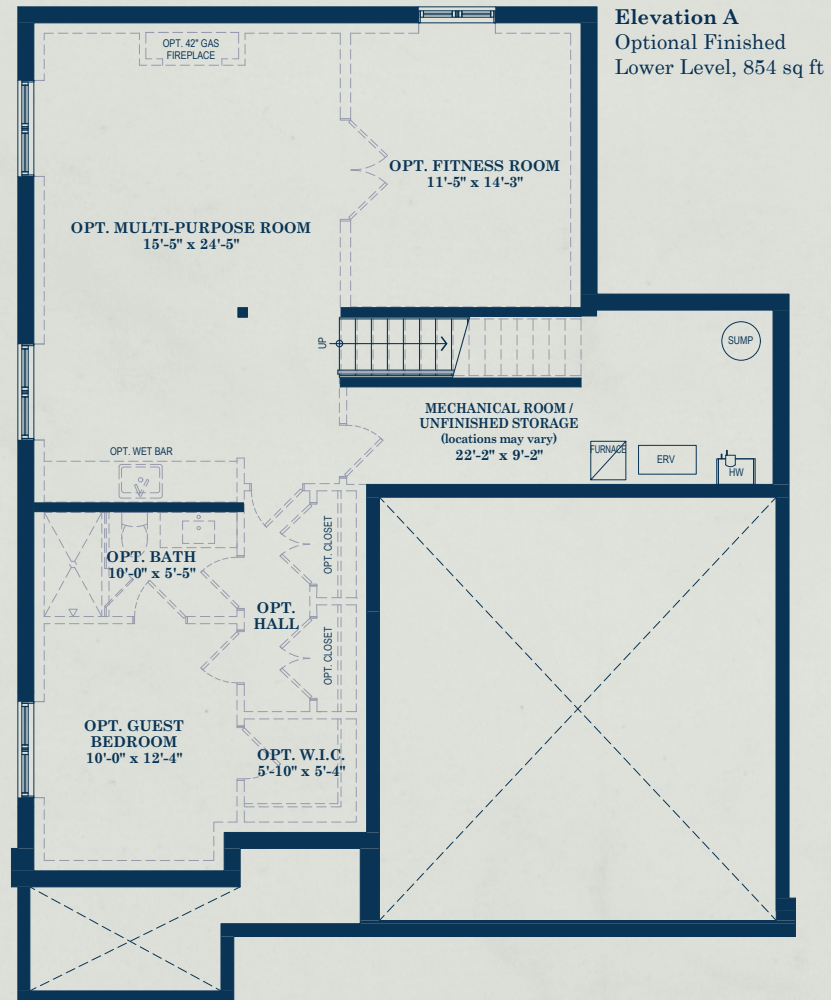 Elevation A
Optional Finished
Lower Level, 854 sq ft
OPT. 42" GAS
FIREPLACE
OPT. FITNESS ROOM
11'-5" x 14'-3"
OPT. MULTI-PURPOSE ROOM
15'-5" x 24'-5"
UP
SUMP
MECHANICAL ROOM /
UNFINISHED STORAGE
(locations may vary)
22'-2" x 9'-2"
FURNACE
ERV
HW
OPT. WET BAR
OPT. BATH
10'-0" x 5'-5"
OPT. CLOSET
OPT.
HALL
OPT. CLOSET
OPT. GUEST
BEDROOM
10'-0" x 12'-4"
OPT. W.I.C.
5'-10" x 5'-4"